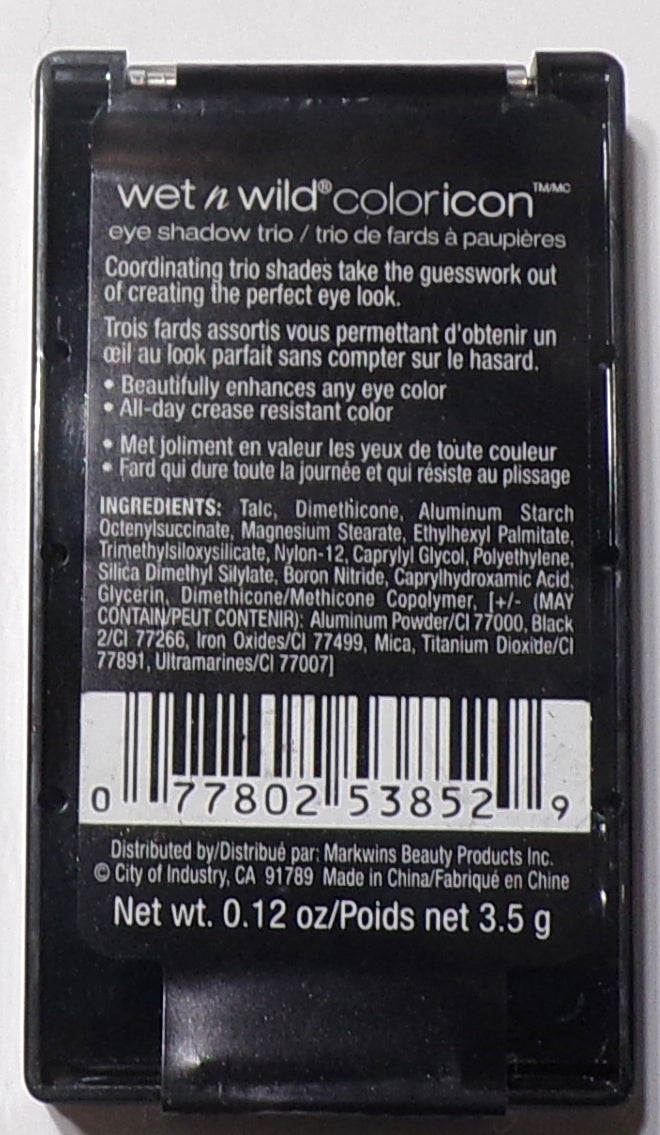 wet n wild® coloricon™/MC
eye shadow trio / trio de fards à paupières
Coordinating trio shades take the guesswork out
of creating the perfect eye look.
Trois fards assortis vous permettant d'obtenir un
œil au look parfait sans compter sur le hasard.
• Beautifully enhances any eye color
• All-day crease resistant color
• Met joliment en valeur les yeux de toute couleur
• Fard qui dure toute la journée et qui résiste au plissage
INGREDIENTS: Talc, Dimethicone, Aluminum Starch
Octenylsuccinate, Magnesium Stearate, Ethylhexyl Palmitate,
Trimethylsiloxysilicate, Nylon-12, Caprylyl Glycol, Polyethylene,
Silica Dimethyl Silylate, Boron Nitride, Caprylhydroxamic Acid,
Glycerin, Dimethicone/Methicone Copolymer, [+/- (MAY
CONTAIN/PEUT CONTENIR): Aluminum Powder/CI 77000, Black
2/CI 77266, Iron Oxides/CI 77499, Mica, Titanium Dioxide/CI
77891, Ultramarines/CI 77007]
0 77802 53852 9
Distributed by/Distribué par: Markwins Beauty Products Inc.
© City of Industry, CA 91789 Made in China/Fabriqué en Chine
Net wt. 0.12 oz/Poids net 3.5 g